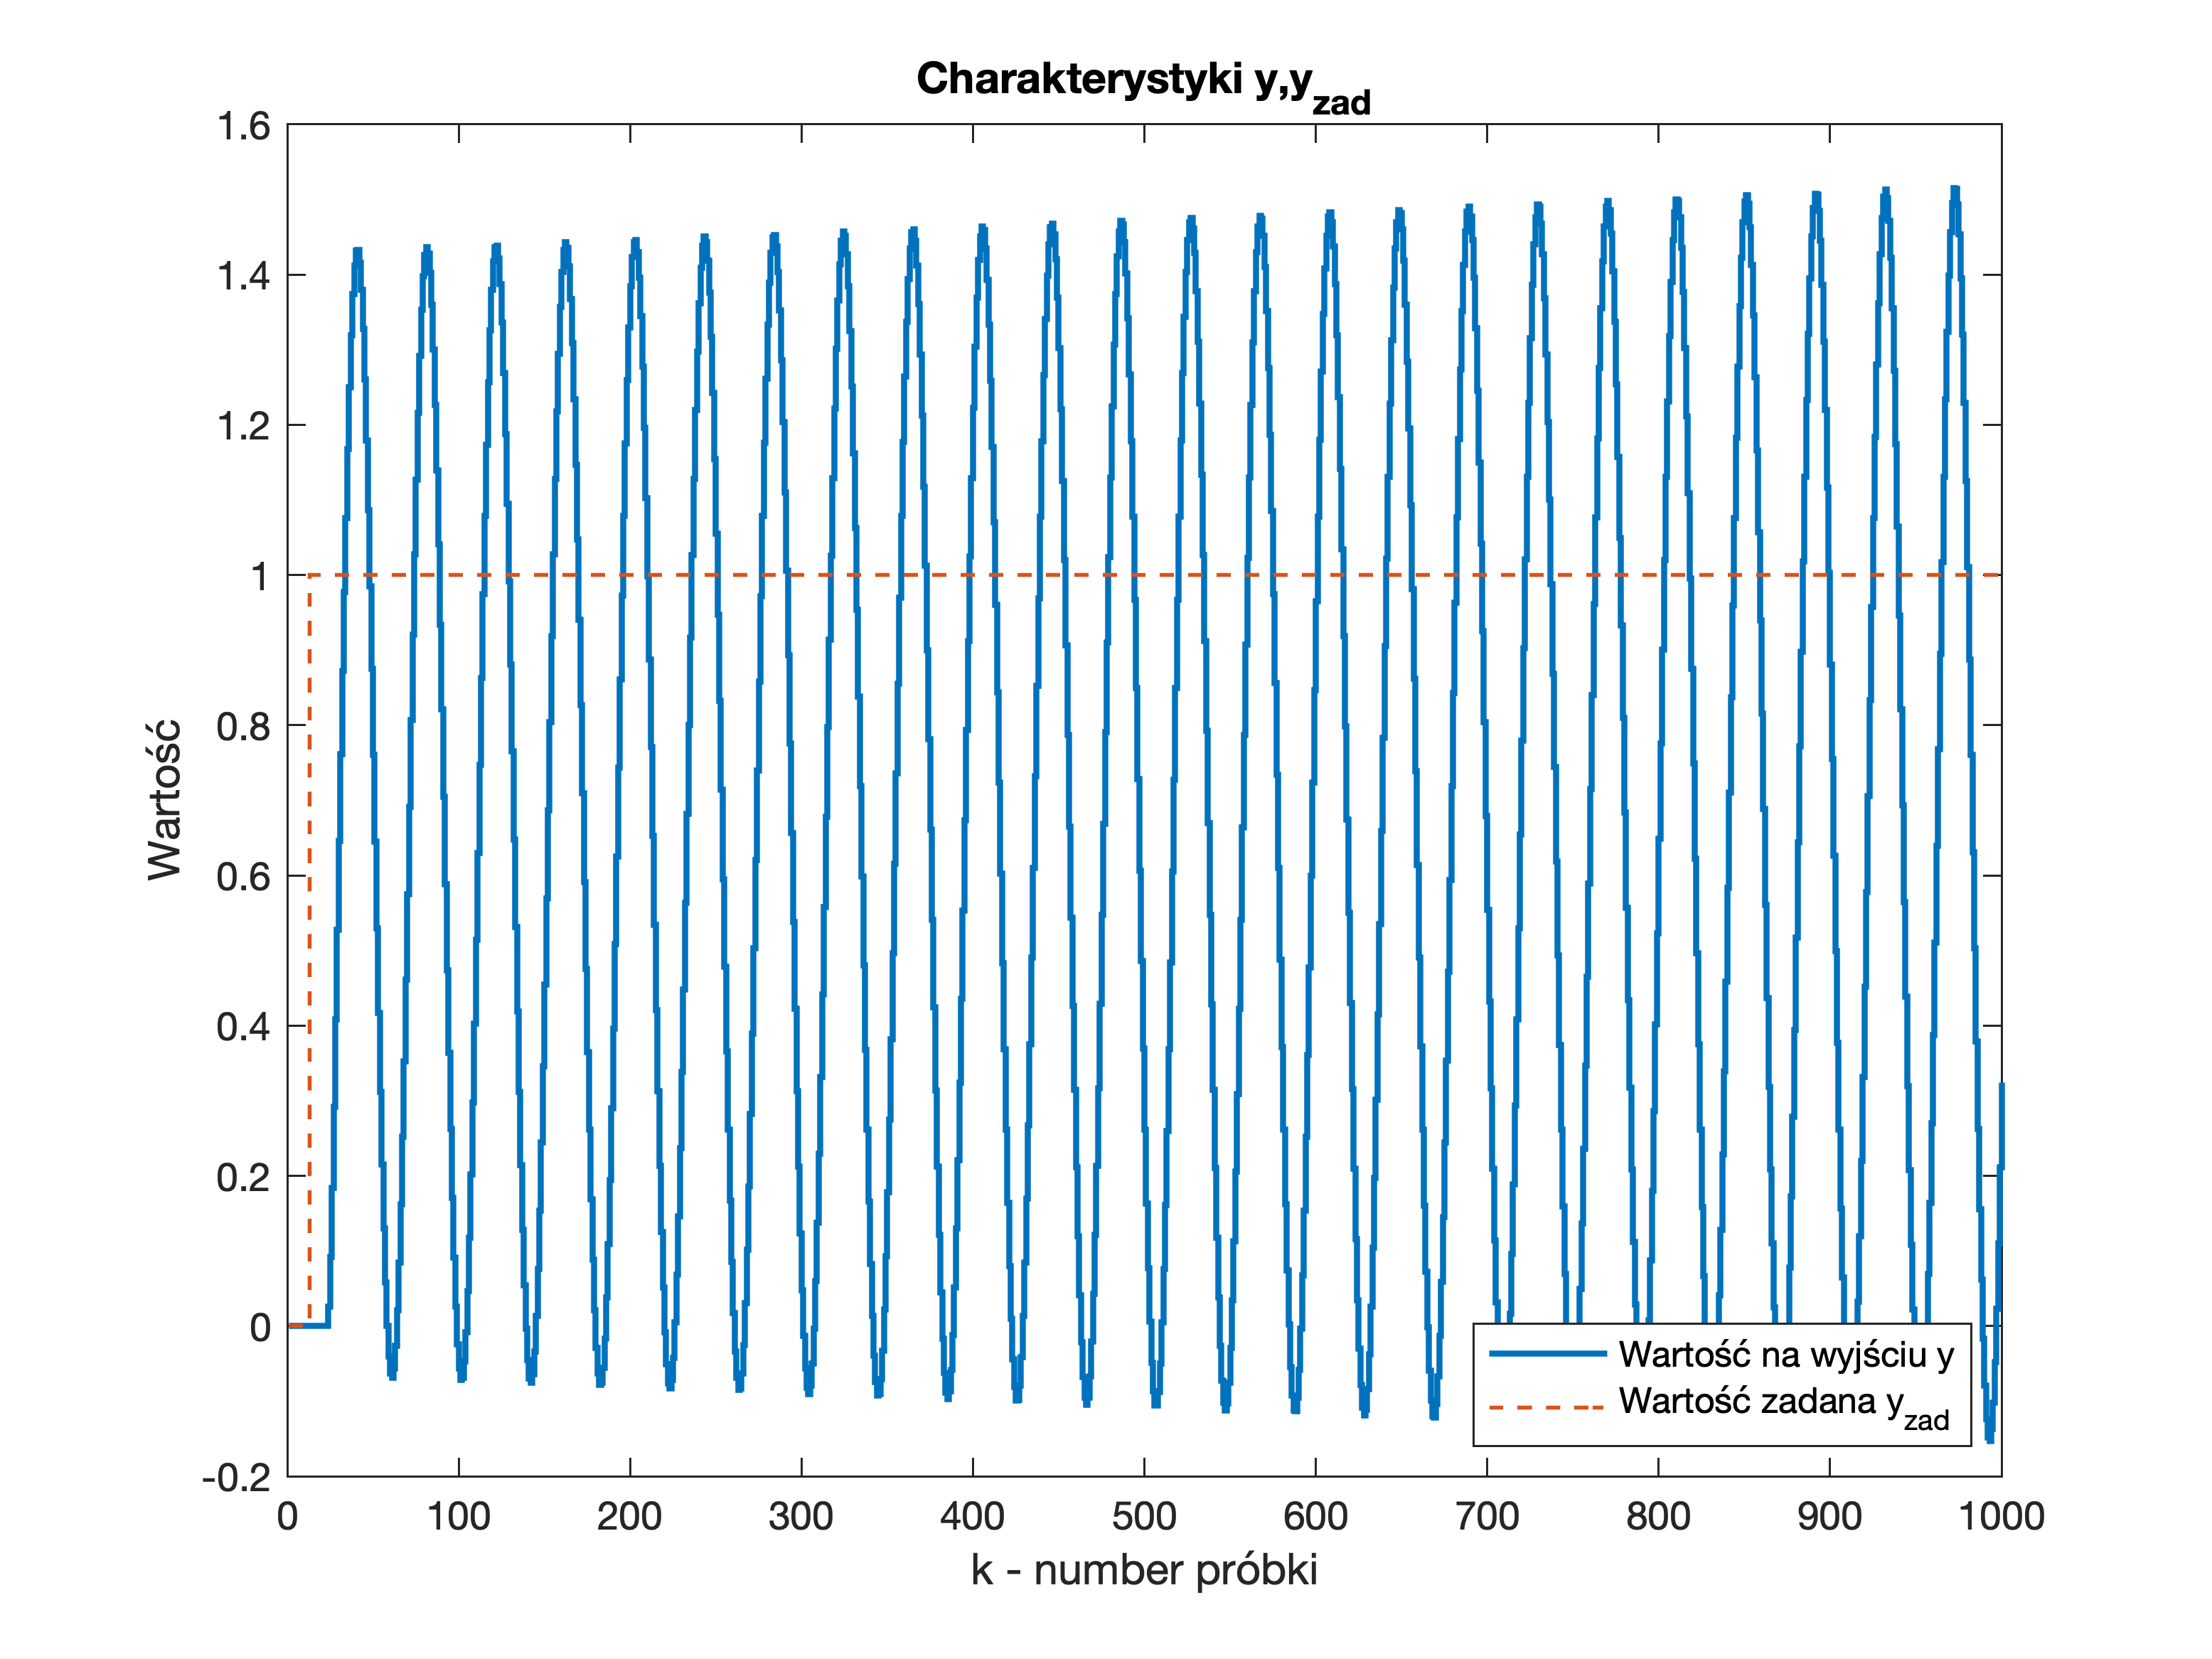 Charakterystyki y,yzad
1.6
1.4
1.2
1
0.8
0.6
0.4
0.2
0
-0.2
Wartość
0 100 200 300 400 500 600 700 800 900 1000
k - number próbki
Wartość na wyjściu y
Wartość zadana yzad